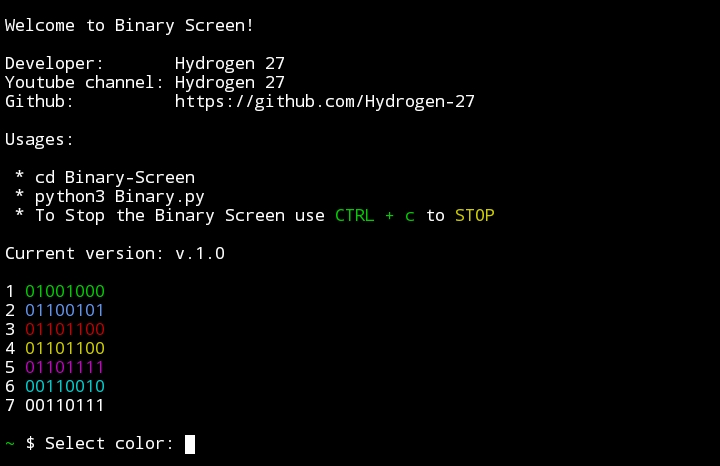 Welcome to Binary Screen!
Developer: Hydrogen 27
Youtube channel: Hydrogen 27
Github: https://github.com/Hydrogen-27
Usages:
* cd Binary-Screen
* python3 Binary.py
* To Stop the Binary Screen use CTRL + c to STOP
Current version: v.1.0
1 01001000
2 01100101
3 01101100
4 01101100
5 01101111
6 00110010
7 00110111
~ $ Select color: